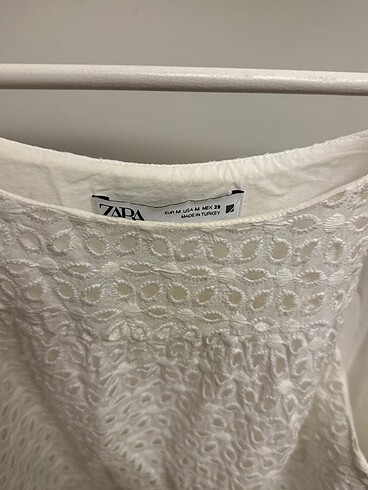 ZARA
EUR M USA M MEX 28
MADE IN TURKEY